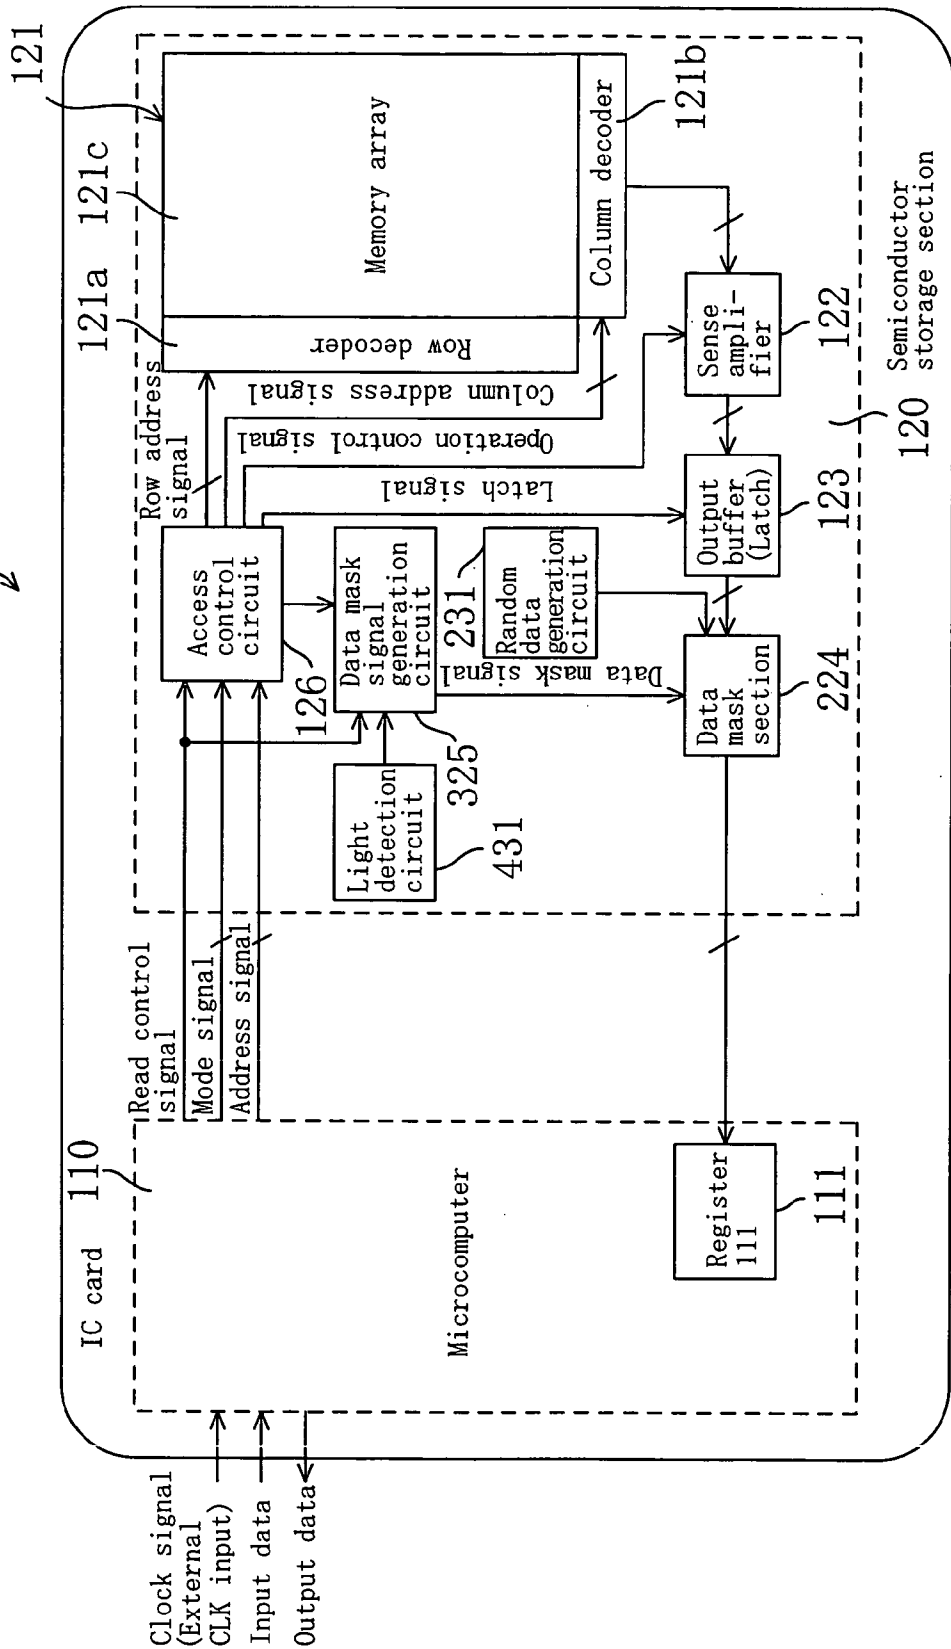 IC card
110
Clock signal
(External
CLK input)
Input data
Output data
Microcomputer
Register
111
111
Read control
signal
Mode signal
Address signal
Access
control
circuit
126
Row address
signal
Column address signal
Operation control signal
Latch signal
121
121a
121c
Row decoder
Memory array
Column decoder
121b
Light
detection
circuit
431
Data mask
signal
generation
circuit
325
Data mask signal
231
Random
data
generation
circuit
Data
mask
section
224
Output
buffer
(Latch)
123
Sense
ampli-
fier
122
120
Semiconductor
storage section